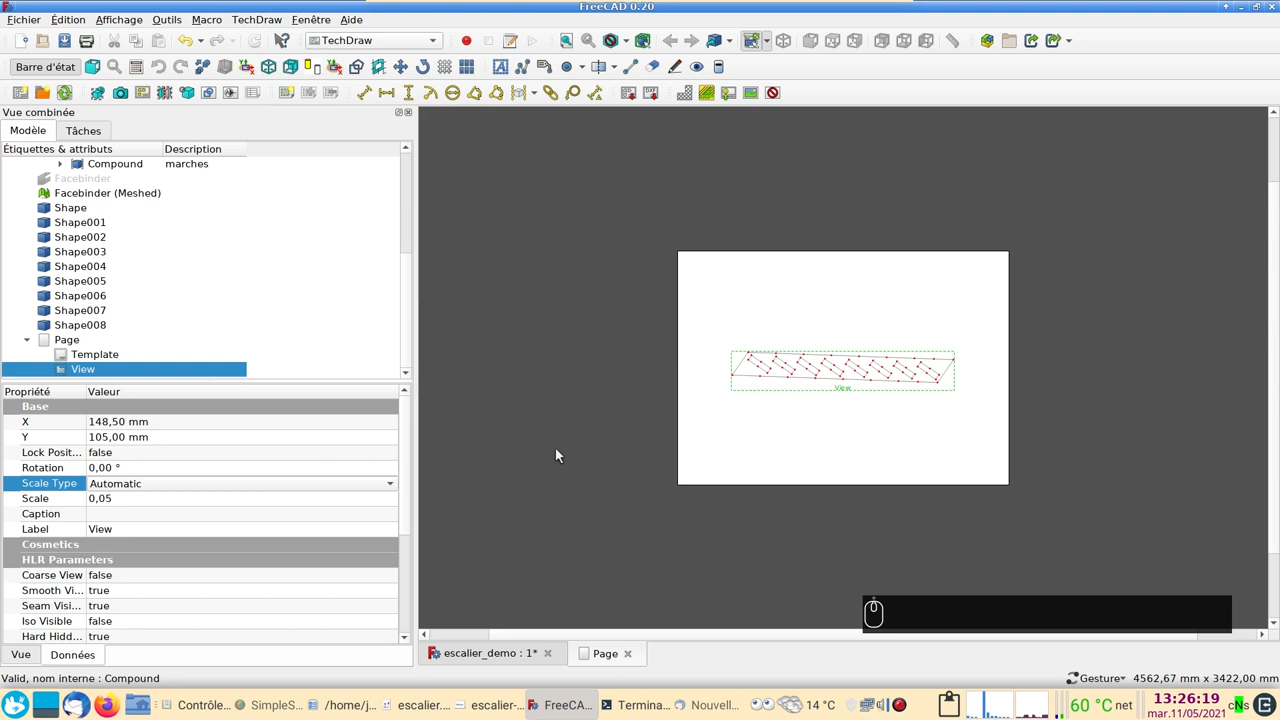 FreeCAD 0.20
Fichier Édition Affichage Outils Macro TechDraw Fenêtre Aide
TechDraw
Barre d'état
Vue combinée
Modèle Tâches
Étiquettes & attributs Description
Compound marches
Facebinder
Facebinder (Meshed)
Shape
Shape001
Shape002
Shape003
Shape004
Shape005
Shape006
Shape007
Shape008
Page
Template
View
Propriété Valeur
Base
X 148,50 mm
Y 105,00 mm
Lock Posit... false
Rotation 0,00 °
Scale Type Automatic
Scale 0,05
Caption
Label View
Cosmetics
HLR Parameters
Coarse View false
Smooth Vi... true
Seam Visi... true
Iso Visible false
Hard Hidd... true
View
Vue Données
escalier_demo : 1* Page
Valid, nom interne : Compound Gesture 4562,67 mm x 3422,00 mm
Contrôle... SimpleS... /home/j... escalier.... escalier-... FreeCA... Termina... Nouvell... 14 °C 60 °C net 13:26:19
mar.11/05/2021